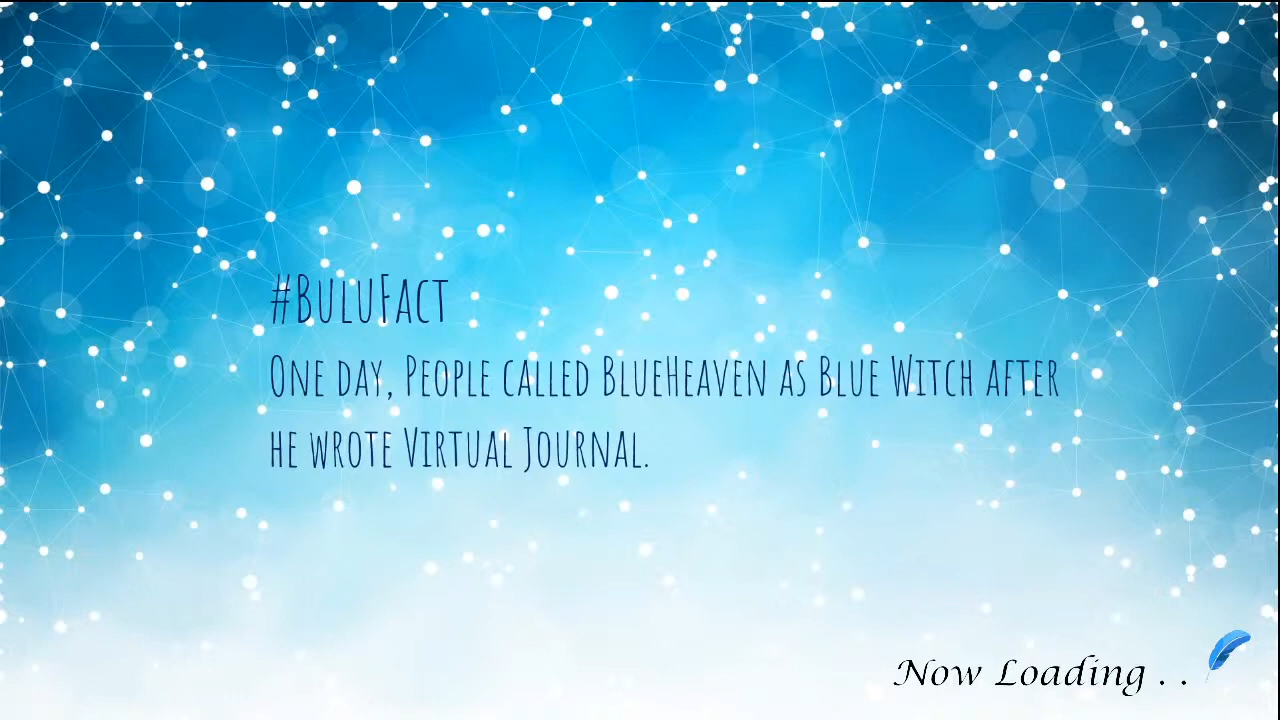 #BuluFact
One day, People called BlueHeaven as Blue Witch after
he wrote Virtual Journal.
Now Loading . .